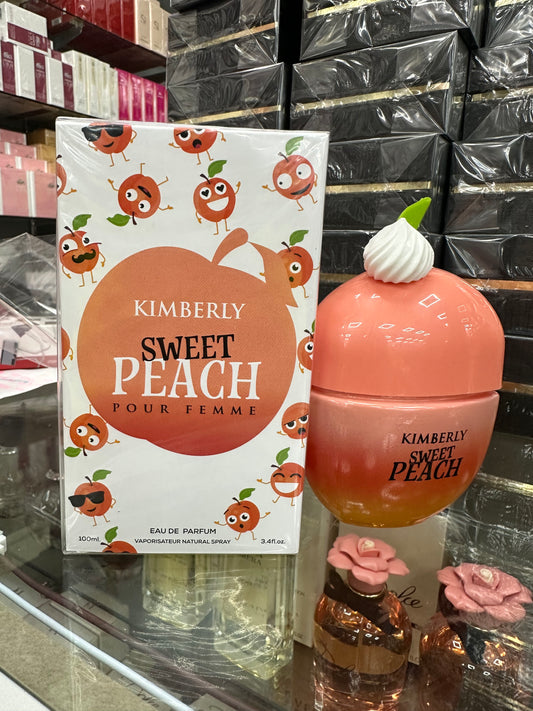 KIMBERLY
SWEET
PEACH
POUR FEMME
EAU DE PARFUM
100mL VAPORISATEUR NATURAL SPRAY 3.4fl.oz.
KIMBERLY
SWEET
PEACH